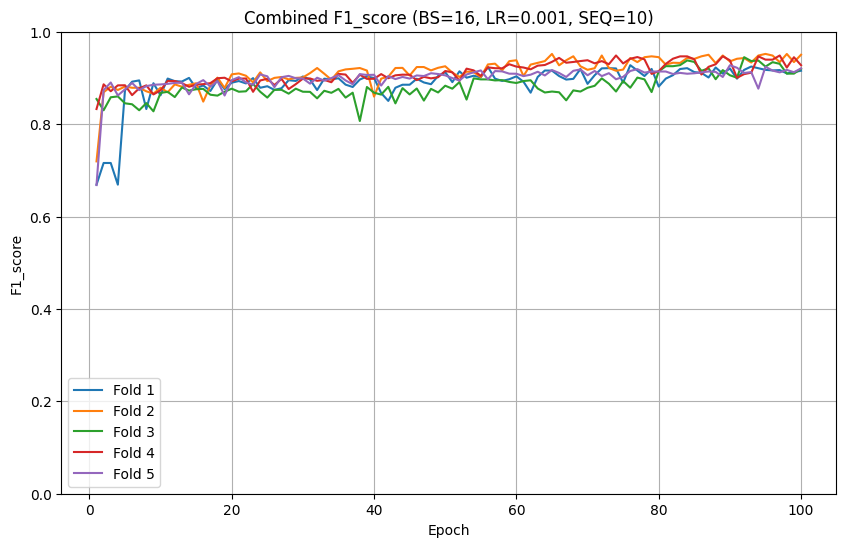 Combined F1_score (BS=16, LR=0.001, SEQ=10)
F1_score
1.0
0.8
0.6
0.4
0.2
0.0
Fold 1
Fold 2
Fold 3
Fold 4
Fold 5
0 20 40 60 80 100
Epoch